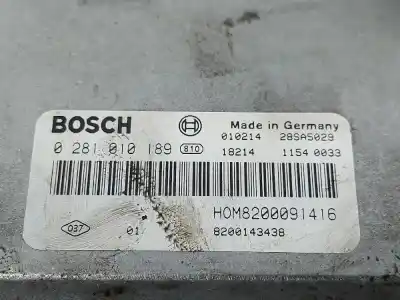 BOSCH
Made in Germany
010214 28SA5029
0 281 010 189 810
18214 1154 0033
HOM8200091416
037 01 8200143438